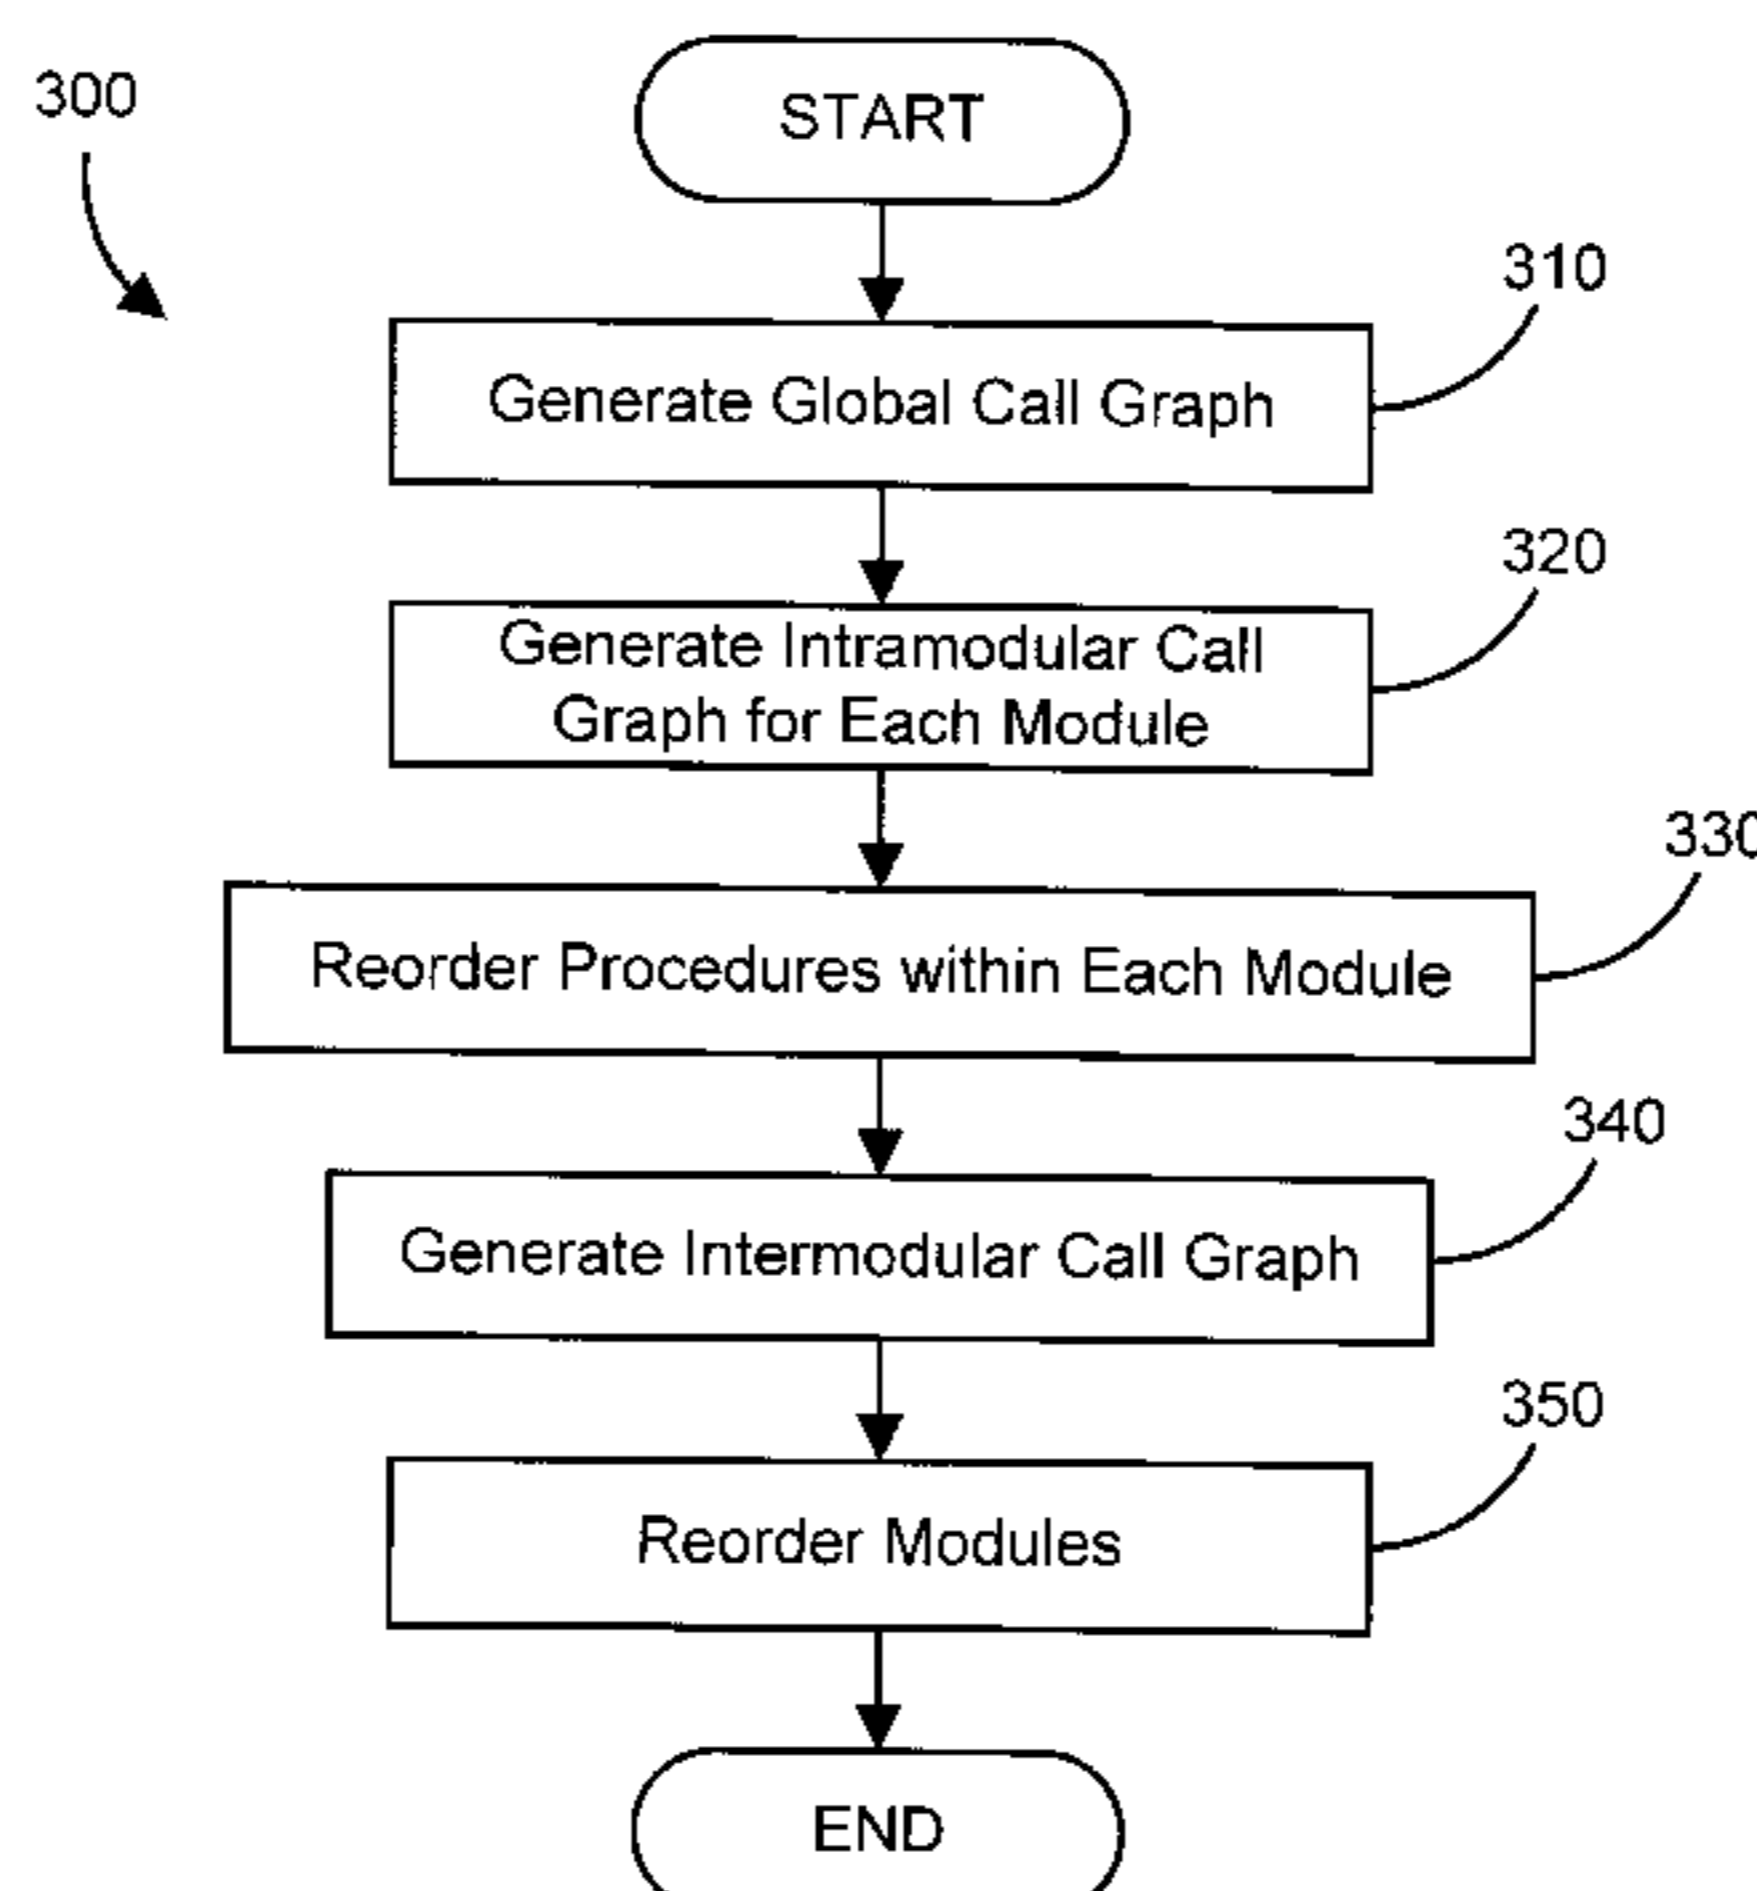 300
START
310
Generate Global Call Graph
320
Generate Intramodular Call
Graph for Each Module
330
Reorder Procedures within Each Module
340
Generate Intermodular Call Graph
350
Reorder Modules
END